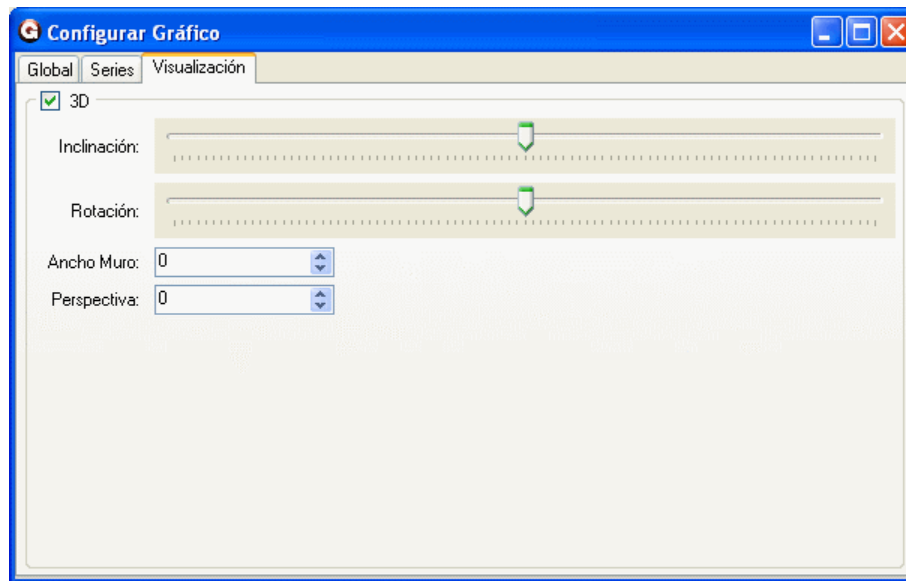 Configurar Gráfico
Global Series Visualización
3D
Inclinación:
Rotación:
Ancho Muro: 0
Perspectiva: 0